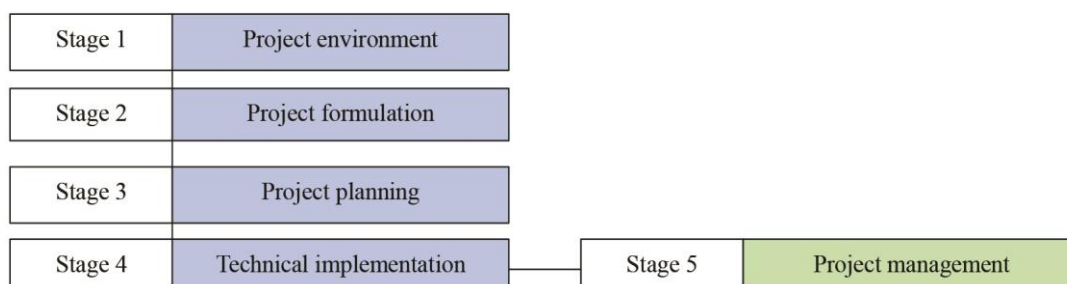 Stage 1 Project environment
Stage 2 Project formulation
Stage 3 Project planning
Stage 4 Technical implementation Stage 5 Project management